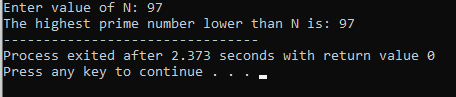 Enter value of N: 97
The highest prime number lower than N is: 97
--------------------------------
Process exited after 2.373 seconds with return value 0
Press any key to continue . . .